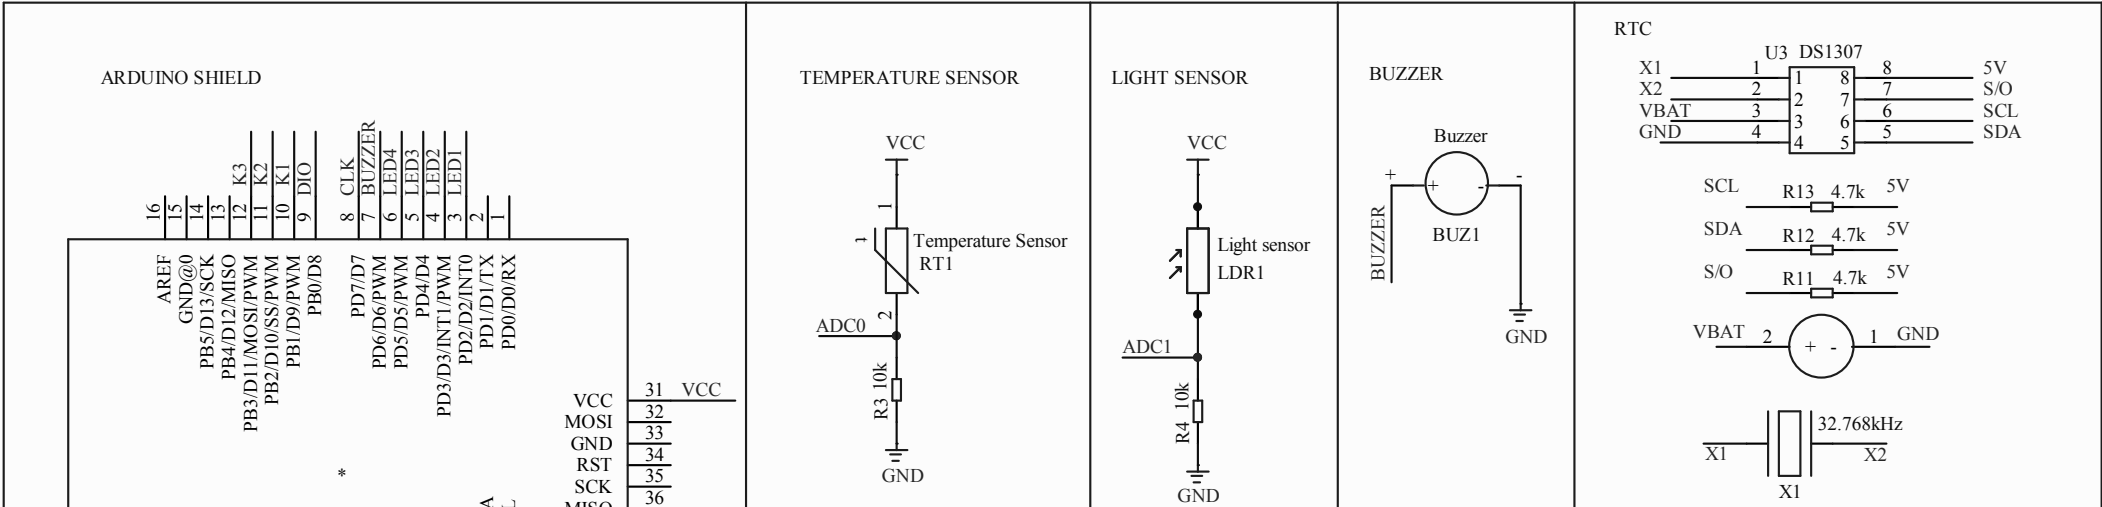 ARDUINO SHIELD
K3
K2
K1
DIO
CLK
BUZZER
LED4
LED3
LED2
LED1
16
15
14
13
12
11
10
9
8
7
6
5
4
3
2
1
AREF
GND@0
PB5/D13/SCK
PB4/D12/MISO
PB3/D11/MOSI/PWM
PB2/D10/SS/PWM
PB1/D9/PWM
PB0/D8
PD7/D7
PD6/D6/PWM
PD5/D5/PWM
PD4/D4
PD3/D3/INT1/PWM
PD2/D2/INT0
PD1/D1/TX
PD0/D0/RX
VCC 31 VCC
MOSI 32
GND 33
RST 34
SCK 35
MISO 36
*
TEMPERATURE SENSOR
VCC
1
t
Temperature Sensor
RT1
2
ADC0
R3 10k
GND
LIGHT SENSOR
VCC
Light sensor
LDR1
ADC1
R4 10k
GND
BUZZER
Buzzer
+ + - -
BUZ1
BUZZER
GND
RTC
U3 DS1307
X1 1 1 8 8 5V
X2 2 2 7 7 S/O
VBAT 3 3 6 6 SCL
GND 4 4 5 5 SDA
SCL R13 4.7k 5V
SDA R12 4.7k 5V
S/O R11 4.7k 5V
VBAT 2 + - 1 GND
32.768kHz
X1 X2
X1